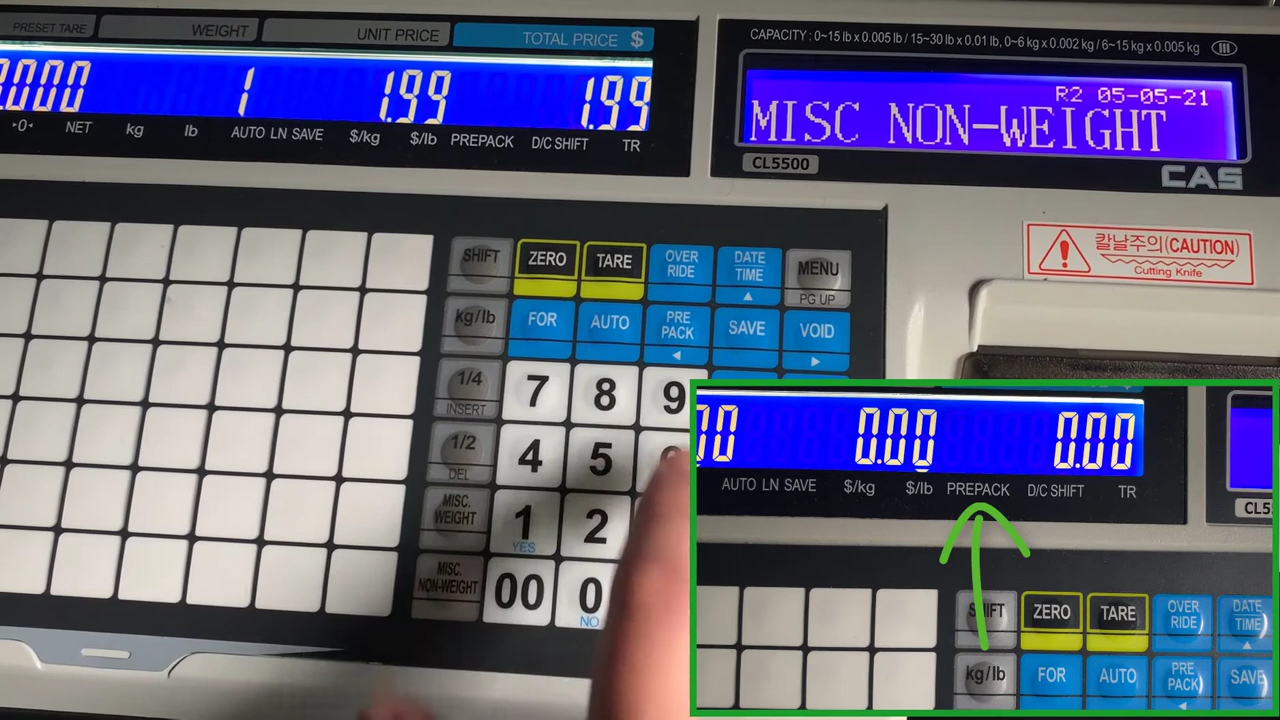 PRESET TARE WEIGHT UNIT PRICE TOTAL PRICE $
0000 1 1.99 1.99
▸0◂ NET kg lb AUTO LN SAVE $/kg $/lb PREPACK D/C SHIFT TR
CAPACITY : 0~15 lb x 0.005 lb / 15~30 lb x 0.01 lb, 0~6 kg x 0.002 kg / 6~15 kg x 0.005 kg III
R2 05-05-21
MISC NON-WEIGHT
CL5500
CAS
칼날주의(CAUTION)
Cutting Knife
SHIFT ZERO TARE OVER RIDE DATE TIME MENU
PG UP
kg/lb FOR AUTO PRE PACK SAVE VOID
1/4 7 8 9
INSERT
1/2 4 5
DEL
MISC. WEIGHT 1 2
YES
MISC. NON-WEIGHT 00 0
NO
00 0.00 0.00
AUTO LN SAVE $/kg $/lb PREPACK D/C SHIFT TR
CL5
SHIFT ZERO TARE OVER RIDE DATE TIME
kg/lb FOR AUTO PRE PACK SAVE